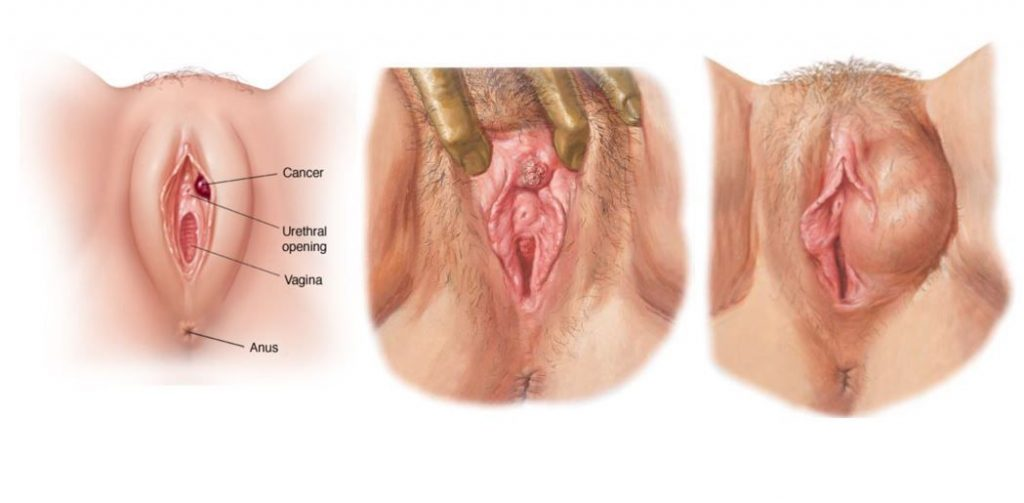 Cancer
Urethral
opening
Vagina
Anus